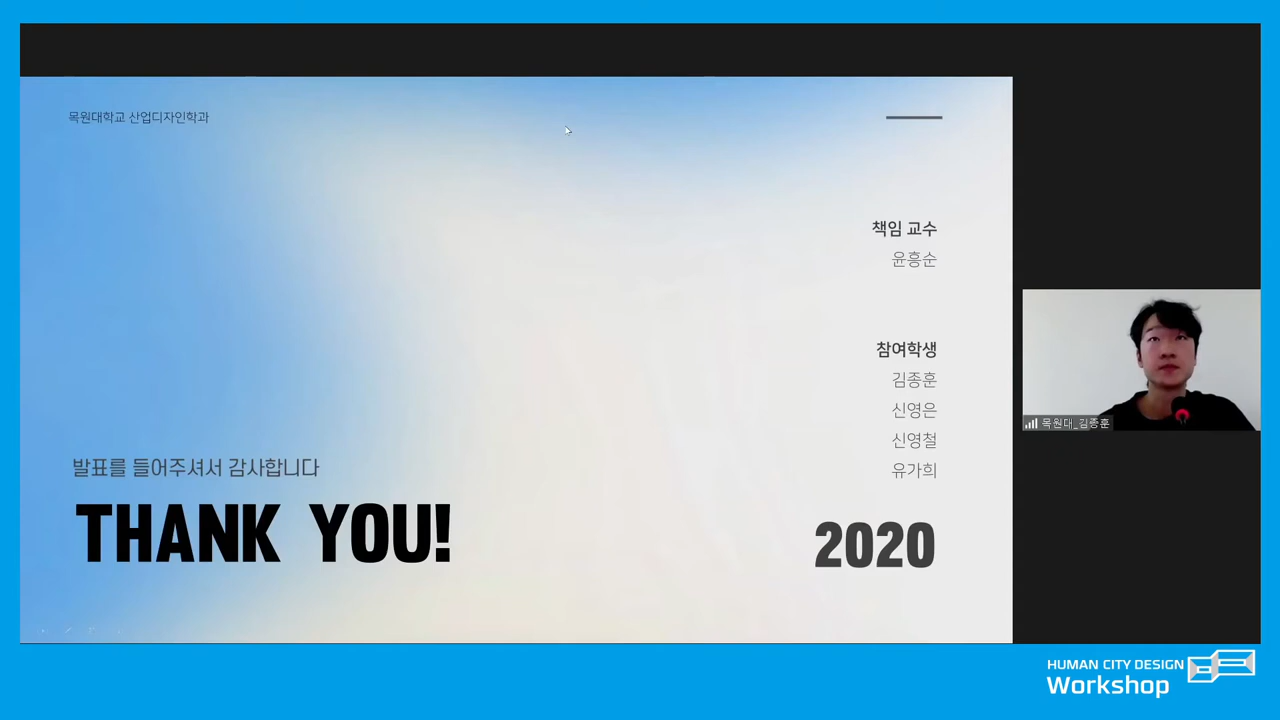 목원대학교 산업디자인학과
책임 교수
윤흥순
참여학생
김종훈
신영은
신영철
유가희
발표를 들어주셔서 감사합니다
THANK YOU!
2020
목원대_김종훈
HUMAN CITY DESIGN
Workshop